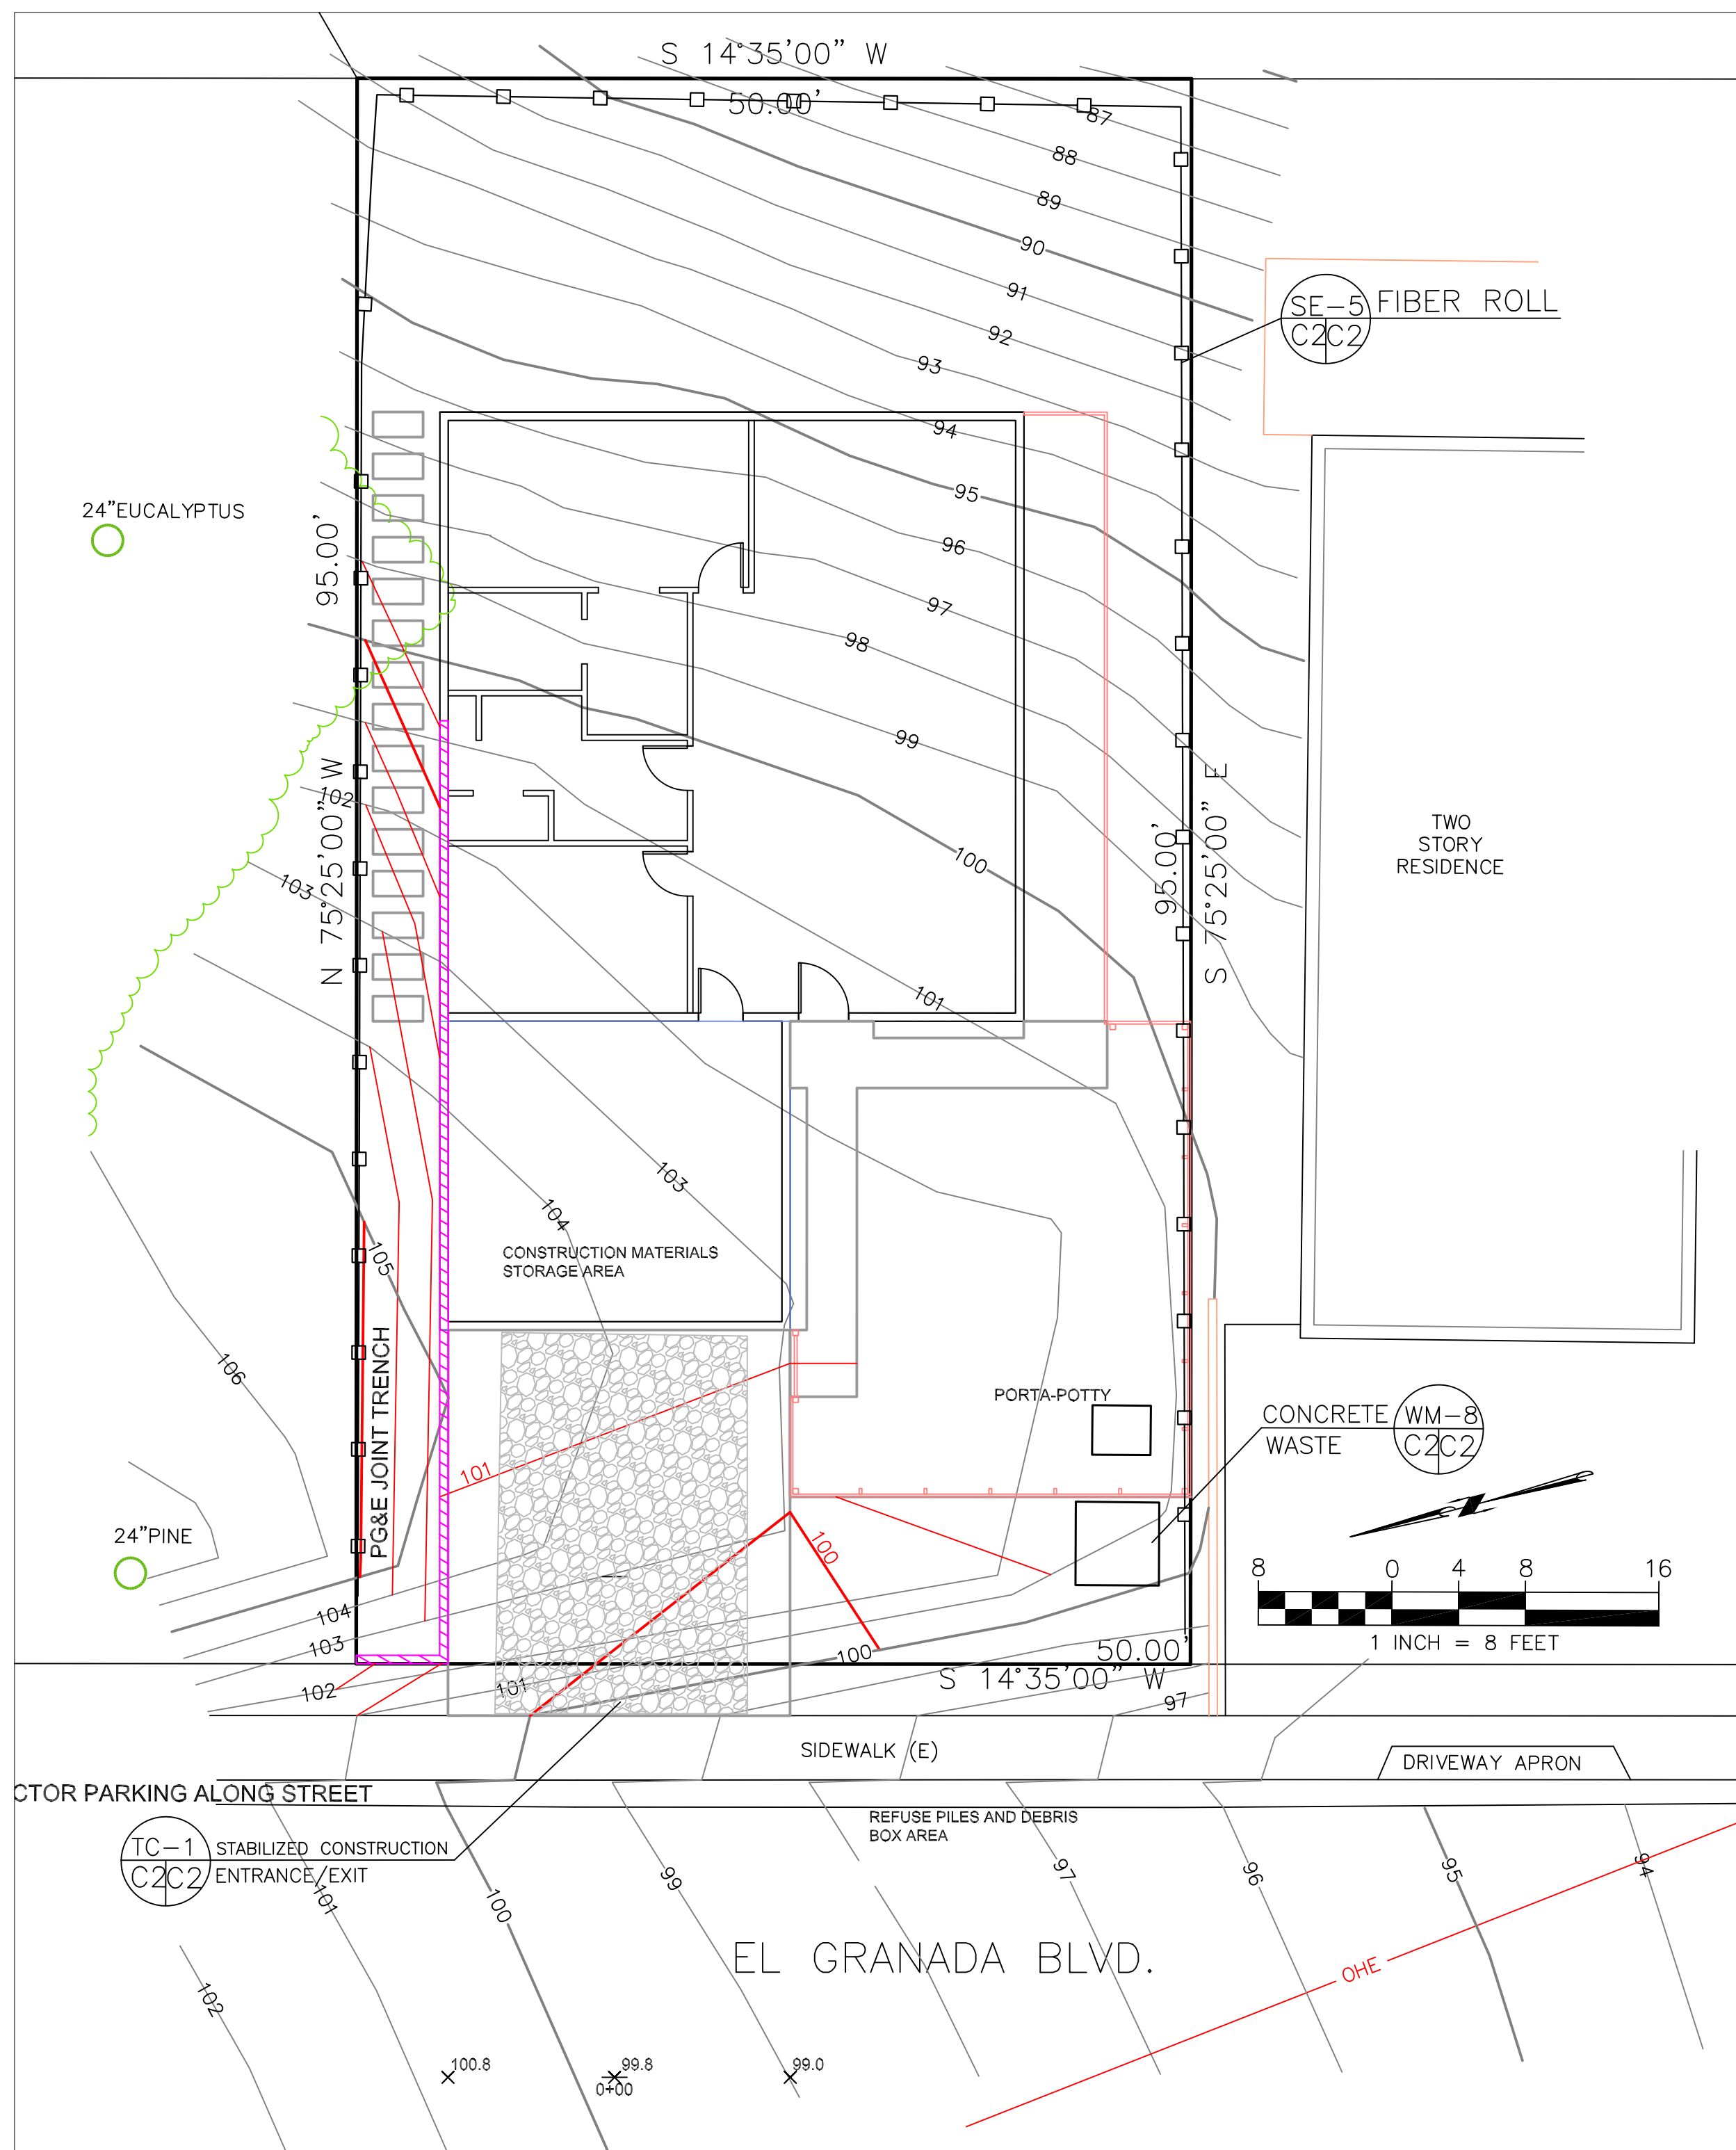 S 14°35'00" W
50.00'
87
88
89
90
91
92
93
94
95
96
97
98
99
100
101
SE-5 FIBER ROLL
C2 C2
24"EUCALYPTUS
95.00'
N 75°25'00" W
102
103
95.00'
S 75°25'00" E
TWO
STORY
RESIDENCE
103
104
CONSTRUCTION MATERIALS
STORAGE AREA
105
106
PG&E JOINT TRENCH
101
100
PORTA-POTTY
CONCRETE
WASTE
WM-8
C2 C2
24"PINE
8 0 4 8 16
1 INCH = 8 FEET
104
103
102
101
100
50.00'
S 14°35'00" W
97
SIDEWALK (E)
DRIVEWAY APRON
CTOR PARKING ALONG STREET
REFUSE PILES AND DEBRIS
BOX AREA
TC-1 STABILIZED CONSTRUCTION
C2 C2 ENTRANCE/EXIT
101
100
99
97
96
95
94
102
EL GRANADA BLVD.
OHE
100.8
99.8
0+00
99.0